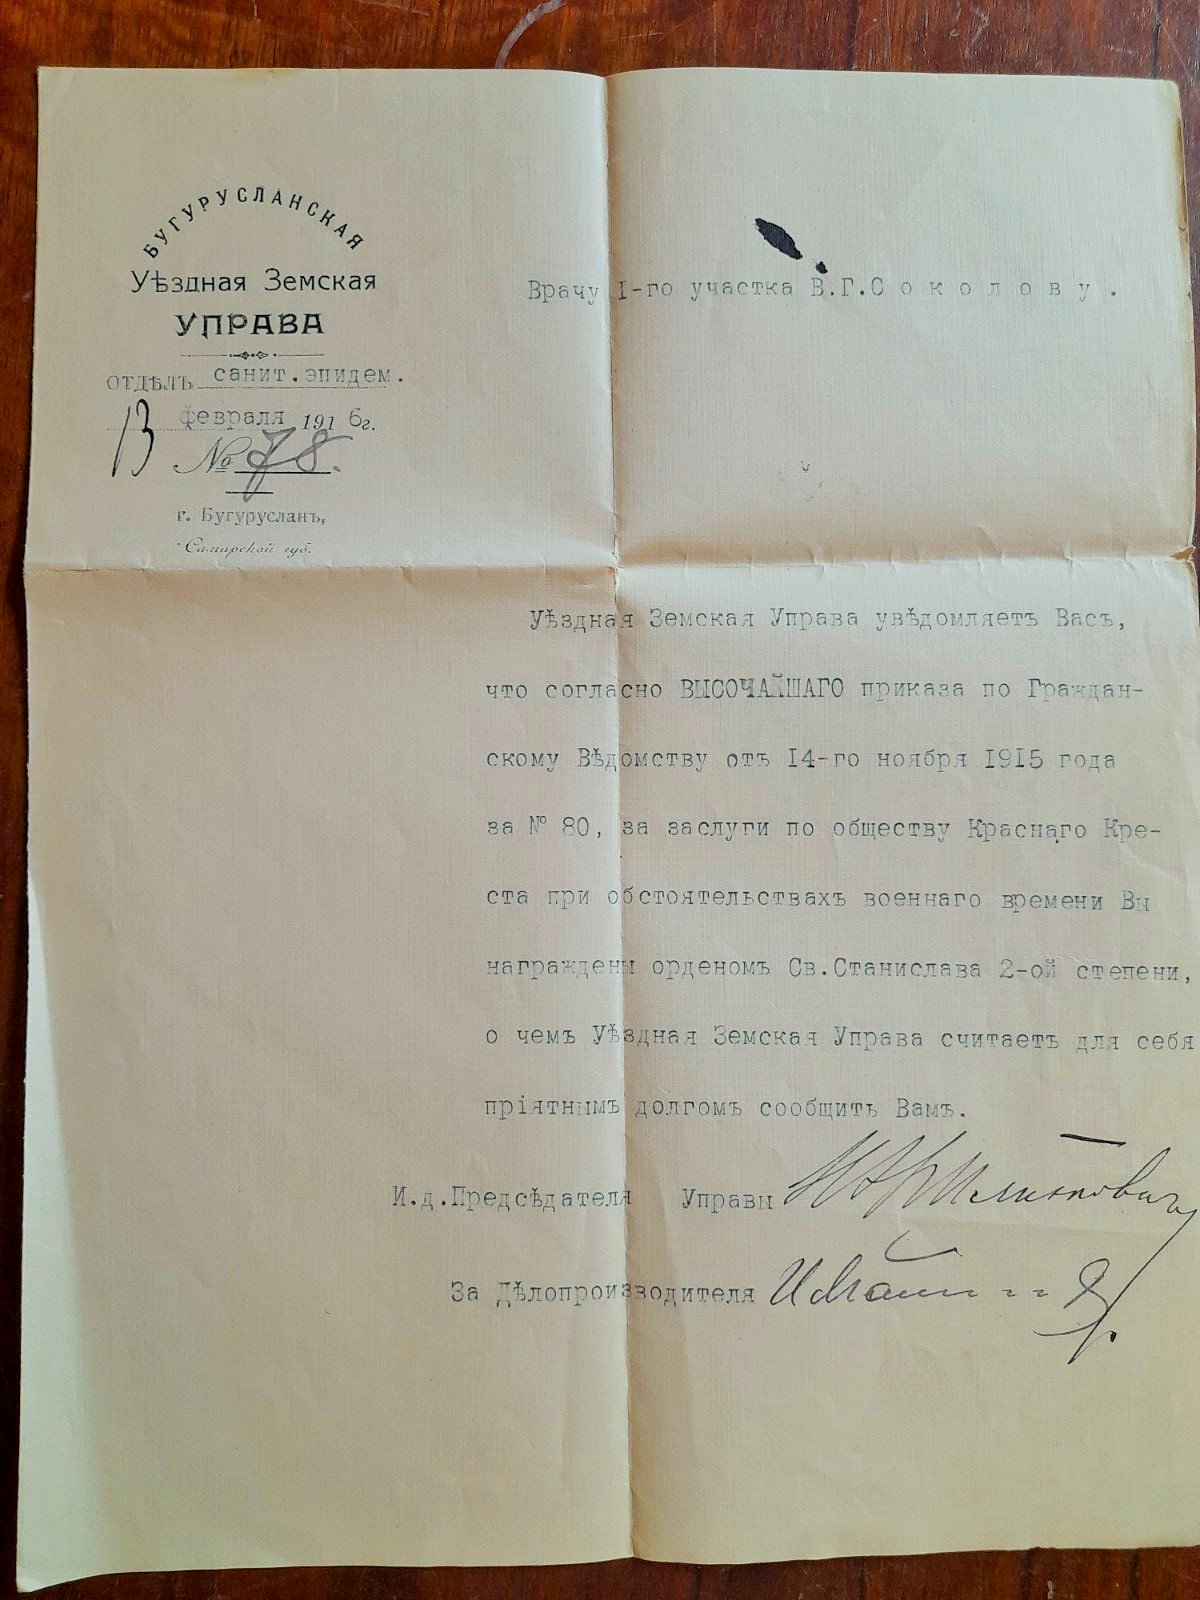 БУГУРУСЛАНСКАЯ
Уѣздная Земская
УПРАВА
ОТДѢЛЪ санит.эпидем.
13 февраля 1916г.
№ 78.
г. Бугурусланъ,
Самарской губ.
Врачу I-го участка В.Г.Соколову.
Уѣздная Земская Управа увѣдомляетъ Васъ,
что согласно ВЫСОЧАЙШАГО приказа по Граждан-
скому Вѣдомству отъ 14-го ноября 1915 года
за № 80, за заслуги по обществу Краснаго Кре-
ста при обстоятельствахъ военнаго времени Вы
награждены орденомъ Св.Станислава 2-ой степени,
о чемъ Уѣздная Земская Управа считаетъ для себя
пріятнымъ долгомъ сообщить Вамъ.
И.д.Предсѣдателя Управы
За Дѣлопроизводителя